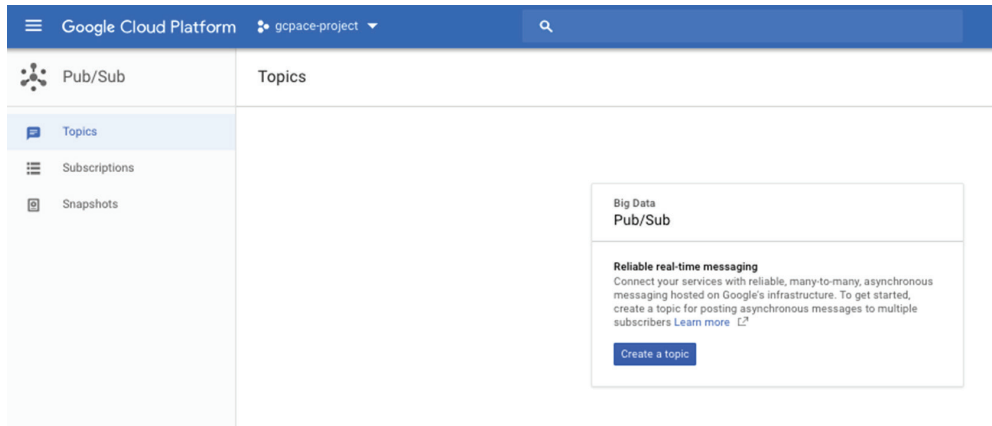 Google Cloud Platform gcpace-project
Pub/Sub
Topics
Topics
Subscriptions
Snapshots
Big Data
Pub/Sub
Reliable real-time messaging
Connect your services with reliable, many-to-many, asynchronous
messaging hosted on Google's infrastructure. To get started,
create a topic for posting asynchronous messages to multiple
subscribers Learn more
Create a topic